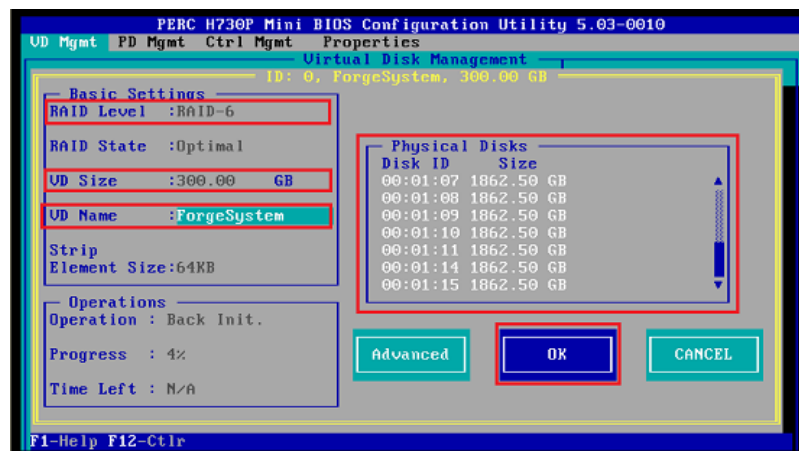 PERC H730P Mini BIOS Configuration Utility 5.03-0010
VD Mgmt PD Mgmt Ctrl Mgmt Properties
Virtual Disk Management
ID: 0, ForgeSystem, 300.00 GB
Basic Settings
RAID Level :RAID-6
RAID State :Optimal
VD Size :300.00 GB
VD Name :ForgeSystem
Strip
Element Size:64KB
Physical Disks
Disk ID Size
00:01:07 1862.50 GB
00:01:08 1862.50 GB
00:01:09 1862.50 GB
00:01:10 1862.50 GB
00:01:11 1862.50 GB
00:01:14 1862.50 GB
00:01:15 1862.50 GB
Operations
Operation : Back Init.
Progress : 4%
Time Left : N/A
Advanced OK CANCEL
F1-Help F12-Ctlr